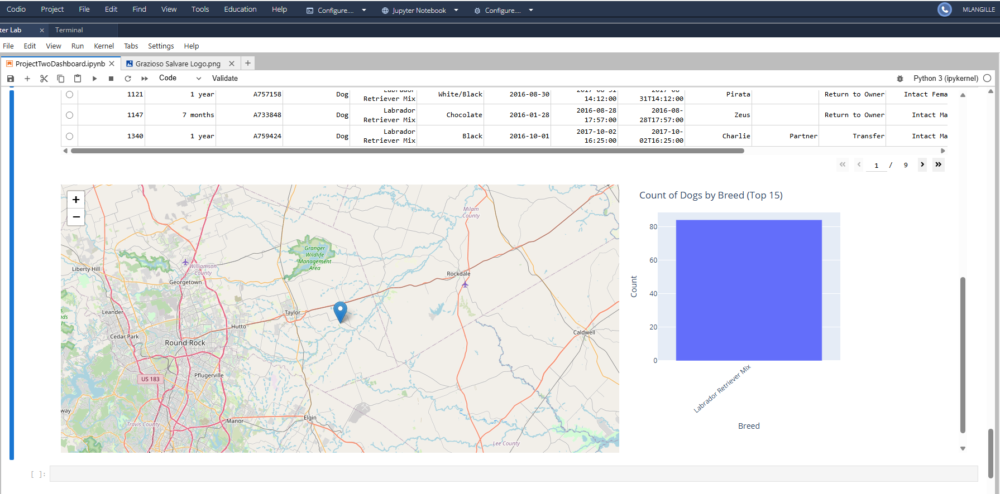 Codio Project File Edit Find View Tools Education Help Configure.... Jupyter Notebook Configure.... MLANGILLE
ter Lab Terminal
File Edit View Run Kernel Tabs Settings Help
ProjectTwoDashboard.ipynb Grazioso Salvare Logo.png
Code Validate Python 3 (ipykernel)
1121 1 year A757158 Dog Labrador Retriever Mix White/Black 2016-08-30 2017-08-31 14:12:00 2017-08-31T14:12:00 Pirata Return to Owner Intact Fema
1147 7 months A733848 Dog Labrador Retriever Mix Chocolate 2016-01-28 2016-08-28 17:57:00 2016-08-28T17:57:00 Zeus Return to Owner Intact Ma
1340 1 year A759424 Dog Labrador Retriever Mix Black 2016-10-01 2017-10-02 16:25:00 2017-10-02T16:25:00 Charlie Partner Transfer Intact Ma
1 / 9
+
−
Milam County
Granger Wildlife Management Area
Liberty Hill
Williamson County
Georgetown
Rockdale
Leander
Taylor
Hutto
ds
Cedar Park
Round Rock
Caldwell
US 183
Pflugerville
way
Travis County
Manor
Elgin
Lee County
Count of Dogs by Breed (Top 15)
80
60
40
20
0
Count
Labrador Retriever Mix
Breed
[ ]: